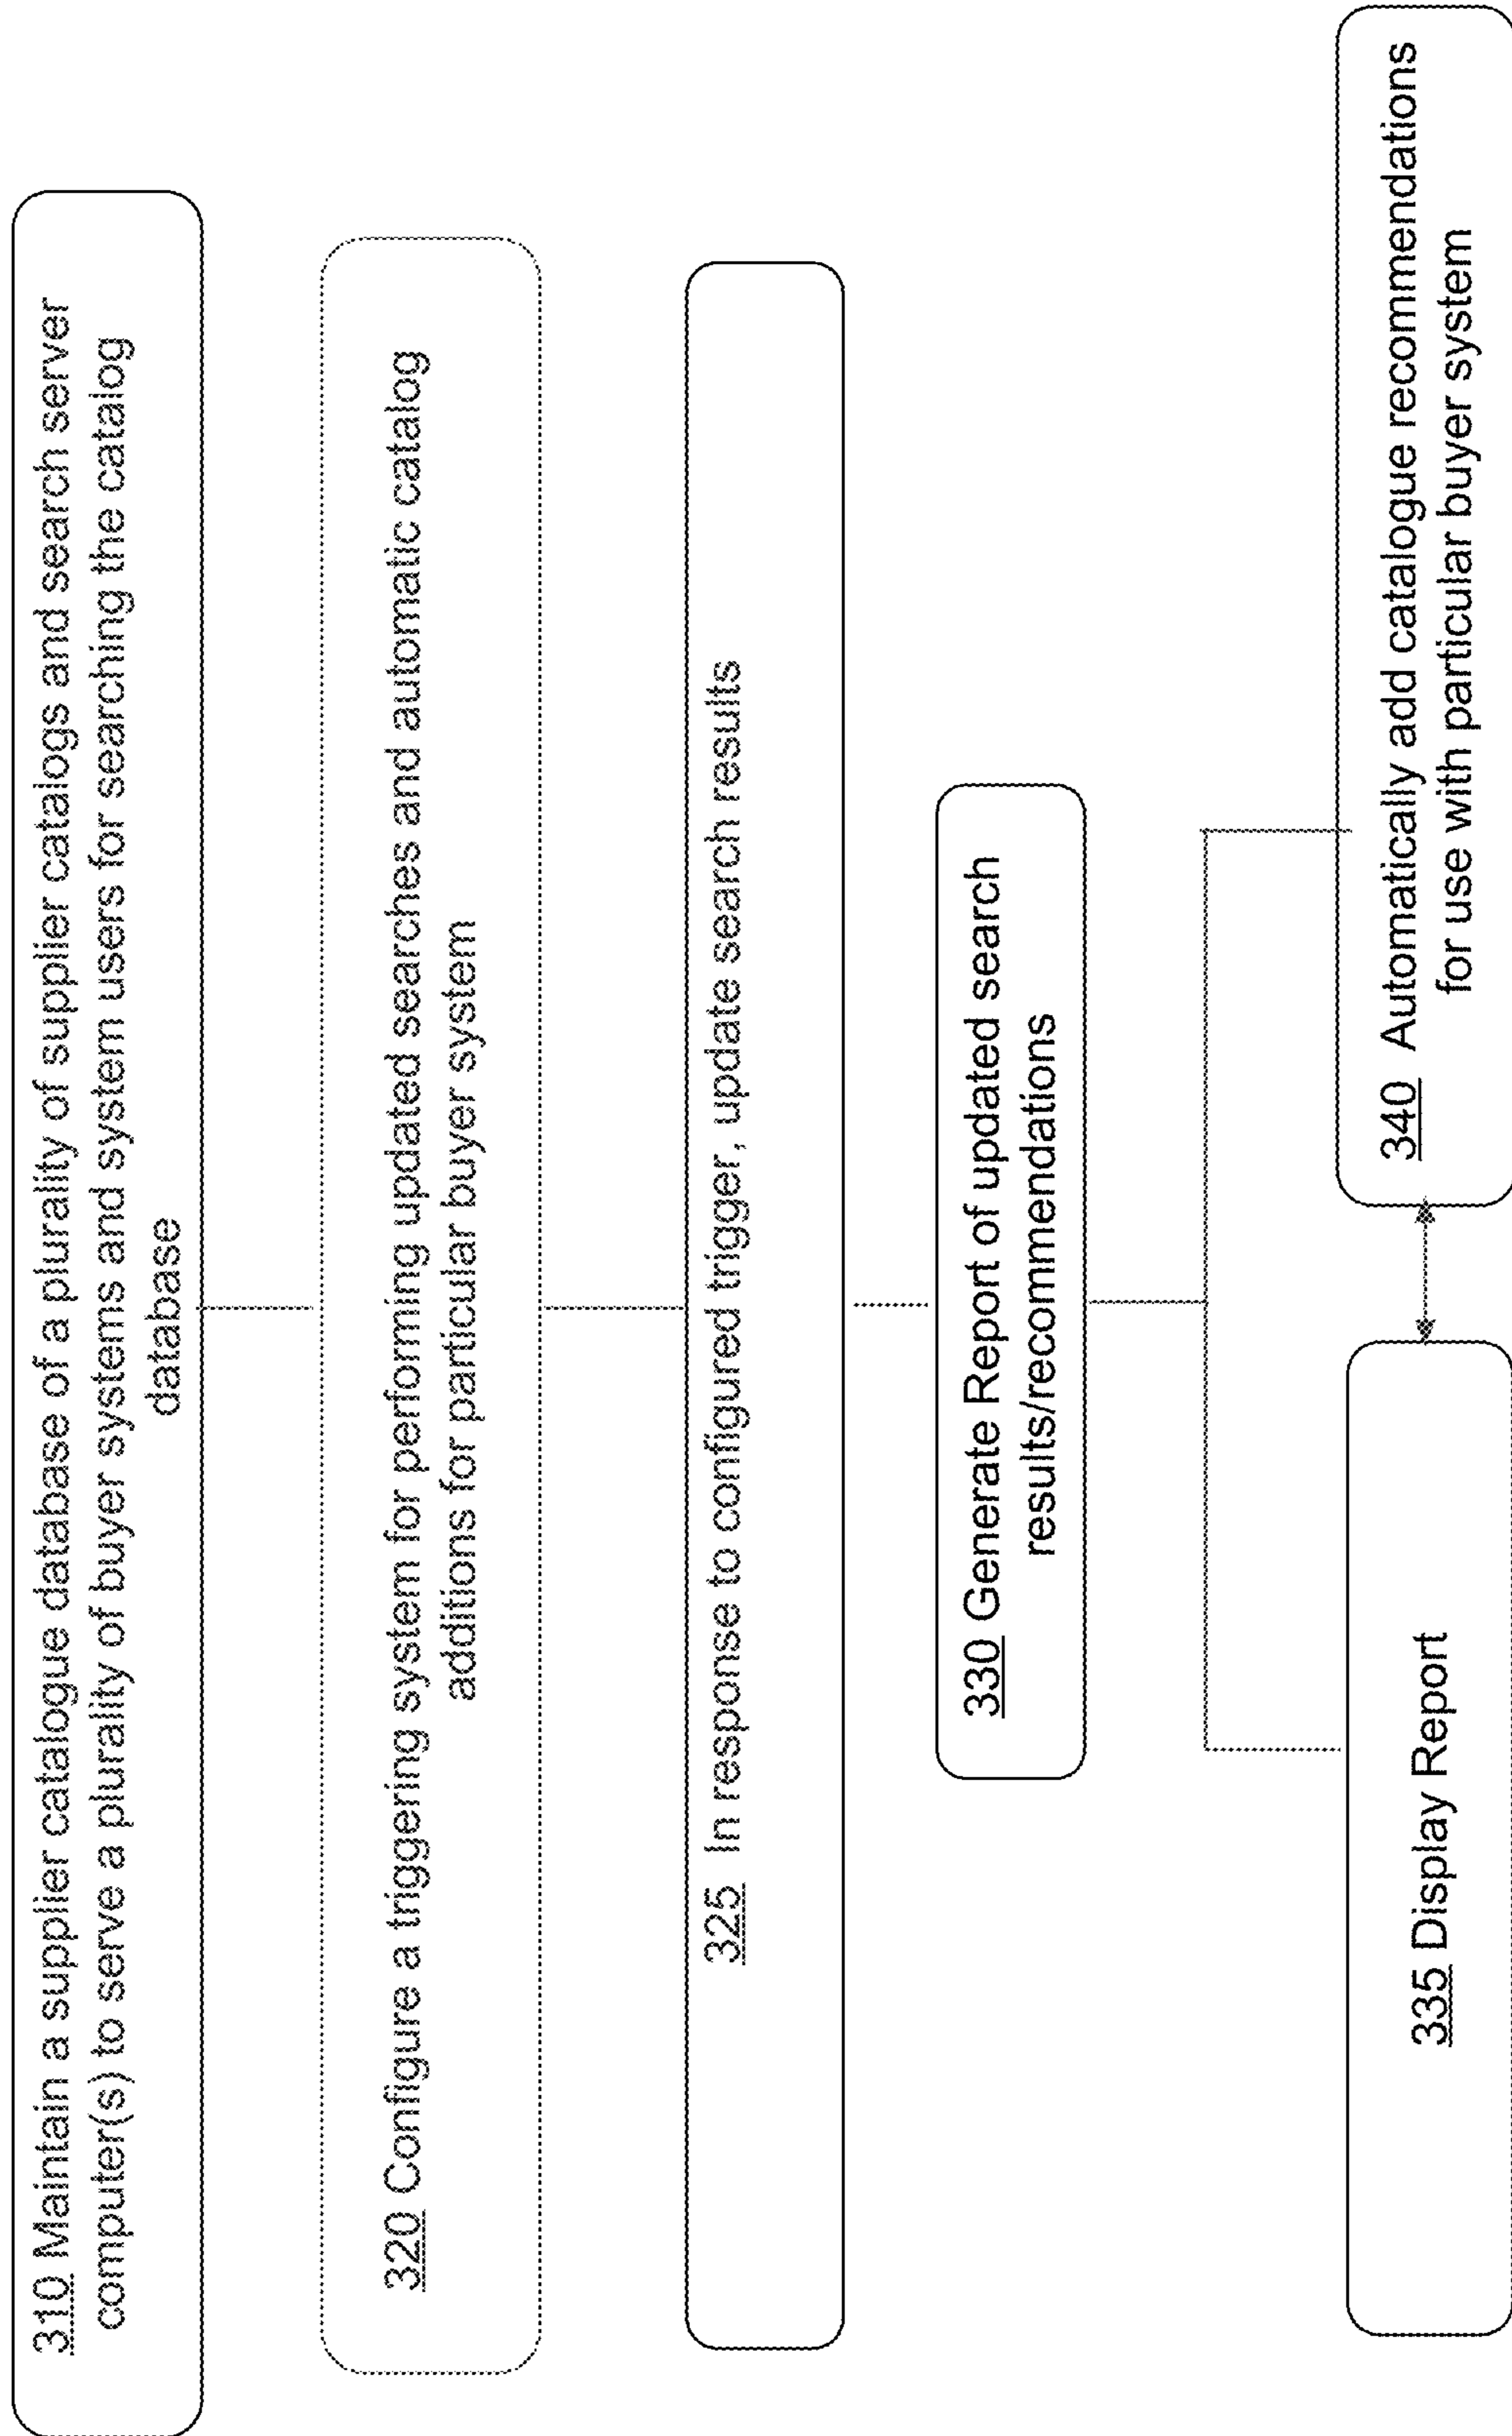 310 Maintain a supplier catalogue database of a plurality of supplier catalogs and search server
computer(s) to serve a plurality of buyer systems and system users for searching the catalog
database
320 Configure a triggering system for performing updated searches and automatic catalog
additions for particular buyer system
325 In response to configured trigger, update search results
330 Generate Report of updated search
results/recommendations
335 Display Report
340 Automatically add catalogue recommendations
for use with particular buyer system